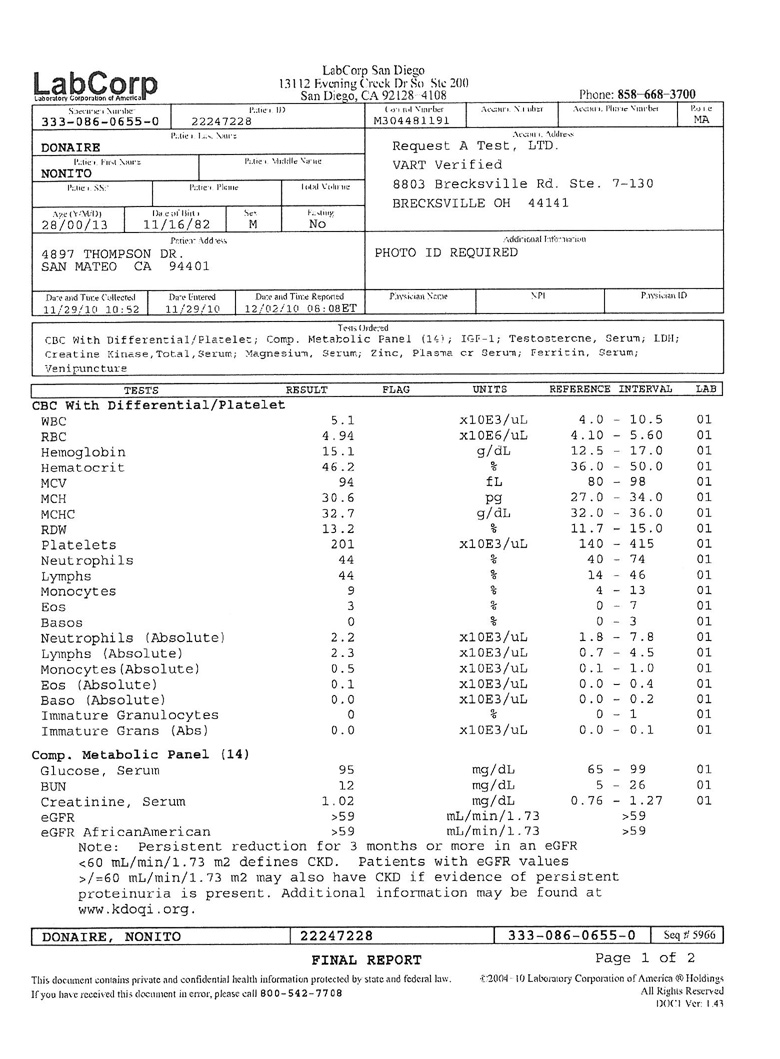 LabCorp
Laboratory Corporation of America
LabCorp San Diego
13112 Evening Creek Dr So Ste 200
San Diego, CA 92128-4108
Phone: 858-668-3700
Specimen Number Patient ID Control Number Account Number Account Phone Number Route
333-086-0655-0 22247228 M304481191 MA
Patient Last Name
DONAIRE
Patient First Name Patient Middle Name
NONITO
Patient SS# Patient Phone Total Volume
Age (Y/M/D) Date of Birth Sex Fasting
28/00/13 11/16/82 M No
Patient Address
4897 THOMPSON DR.
SAN MATEO CA 94401
Account Address
Request A Test, LTD.
VART Verified
8803 Brecksville Rd. Ste. 7-130
BRECKSVILLE OH 44141
Additional Information
PHOTO ID REQUIRED
Date and Time Collected Date Entered Date and Time Reported Physician Name NPI Physician ID
11/29/10 10:52 11/29/10 12/02/10 08:08ET
Tests Ordered
CBC With Differential/Platelet; Comp. Metabolic Panel (14); IGF-1; Testosterone, Serum; LDH;
Creatine Kinase,Total,Serum; Magnesium, Serum; Zinc, Plasma or Serum; Ferritin, Serum;
Venipuncture
TESTS RESULT FLAG UNITS REFERENCE INTERVAL LAB
CBC With Differential/Platelet
WBC 5.1 x10E3/uL 4.0 - 10.5 01
RBC 4.94 x10E6/uL 4.10 - 5.60 01
Hemoglobin 15.1 g/dL 12.5 - 17.0 01
Hematocrit 46.2 % 36.0 - 50.0 01
MCV 94 fL 80 - 98 01
MCH 30.6 pg 27.0 - 34.0 01
MCHC 32.7 g/dL 32.0 - 36.0 01
RDW 13.2 % 11.7 - 15.0 01
Platelets 201 x10E3/uL 140 - 415 01
Neutrophils 44 % 40 - 74 01
Lymphs 44 % 14 - 46 01
Monocytes 9 % 4 - 13 01
Eos 3 % 0 - 7 01
Basos 0 % 0 - 3 01
Neutrophils (Absolute) 2.2 x10E3/uL 1.8 - 7.8 01
Lymphs (Absolute) 2.3 x10E3/uL 0.7 - 4.5 01
Monocytes(Absolute) 0.5 x10E3/uL 0.1 - 1.0 01
Eos (Absolute) 0.1 x10E3/uL 0.0 - 0.4 01
Baso (Absolute) 0.0 x10E3/uL 0.0 - 0.2 01
Immature Granulocytes 0 % 0 - 1 01
Immature Grans (Abs) 0.0 x10E3/uL 0.0 - 0.1 01
Comp. Metabolic Panel (14)
Glucose, Serum 95 mg/dL 65 - 99 01
BUN 12 mg/dL 5 - 26 01
Creatinine, Serum 1.02 mg/dL 0.76 - 1.27 01
eGFR >59 mL/min/1.73 >59
eGFR AfricanAmerican >59 mL/min/1.73 >59
Note: Persistent reduction for 3 months or more in an eGFR
<60 mL/min/1.73 m2 defines CKD. Patients with eGFR values
>/=60 mL/min/1.73 m2 may also have CKD if evidence of persistent
proteinuria is present. Additional information may be found at
www.kdoqi.org.
DONAIRE, NONITO 22247228 333-086-0655-0 Seq # 5966
FINAL REPORT Page 1 of 2
This document contains private and confidential health information protected by state and federal law.
If you have received this document in error, please call 800-542-7708
©2004-10 Laboratory Corporation of America ® Holdings
All Rights Reserved
DOC1 Ver: 1.43